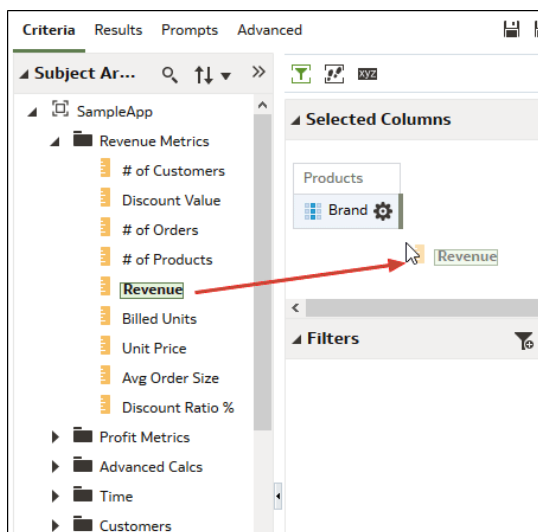 Criteria Results Prompts Advanced
Subject Ar...
SampleApp
Revenue Metrics
# of Customers
Discount Value
# of Orders
# of Products
Revenue
Billed Units
Unit Price
Avg Order Size
Discount Ratio %
Profit Metrics
Advanced Calcs
Time
Customers
xyz
Selected Columns
Products
Brand
Revenue
Filters